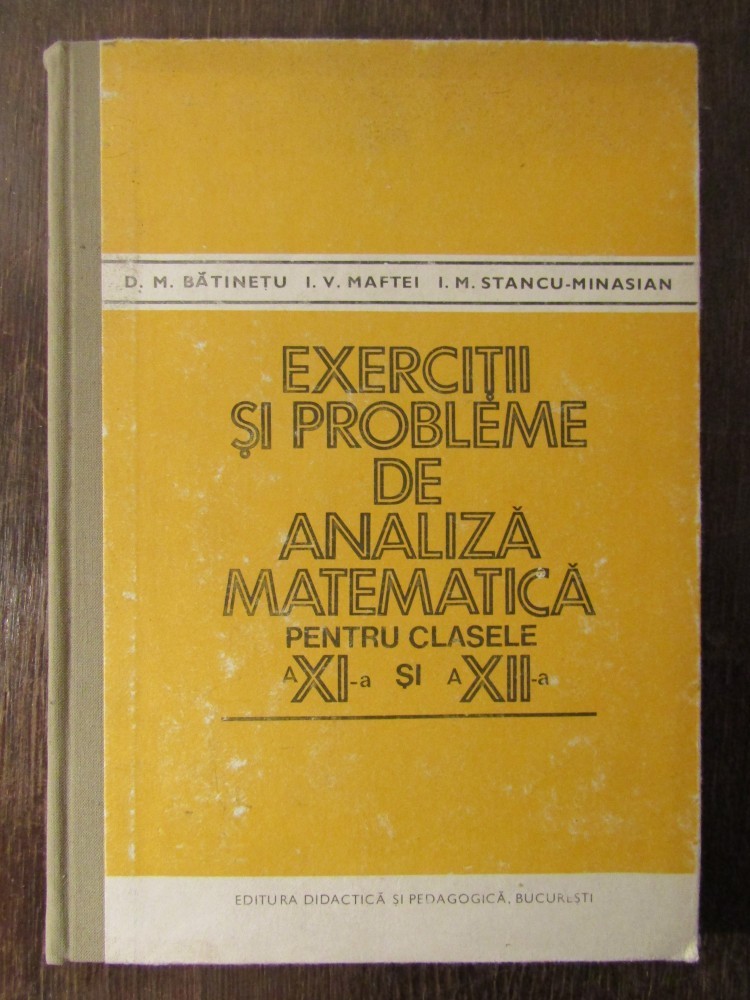 D. M. BĂTINEȚU I. V. MAFTEI I. M. STANCU-MINASIAN
EXERCIȚII
ȘI PROBLEME
DE
ANALIZĂ
MATEMATICĂ
PENTRU CLASELE
A XI-a ȘI A XII-a
EDITURA DIDACTICĂ ȘI PEDAGOGICĂ, BUCUREȘTI